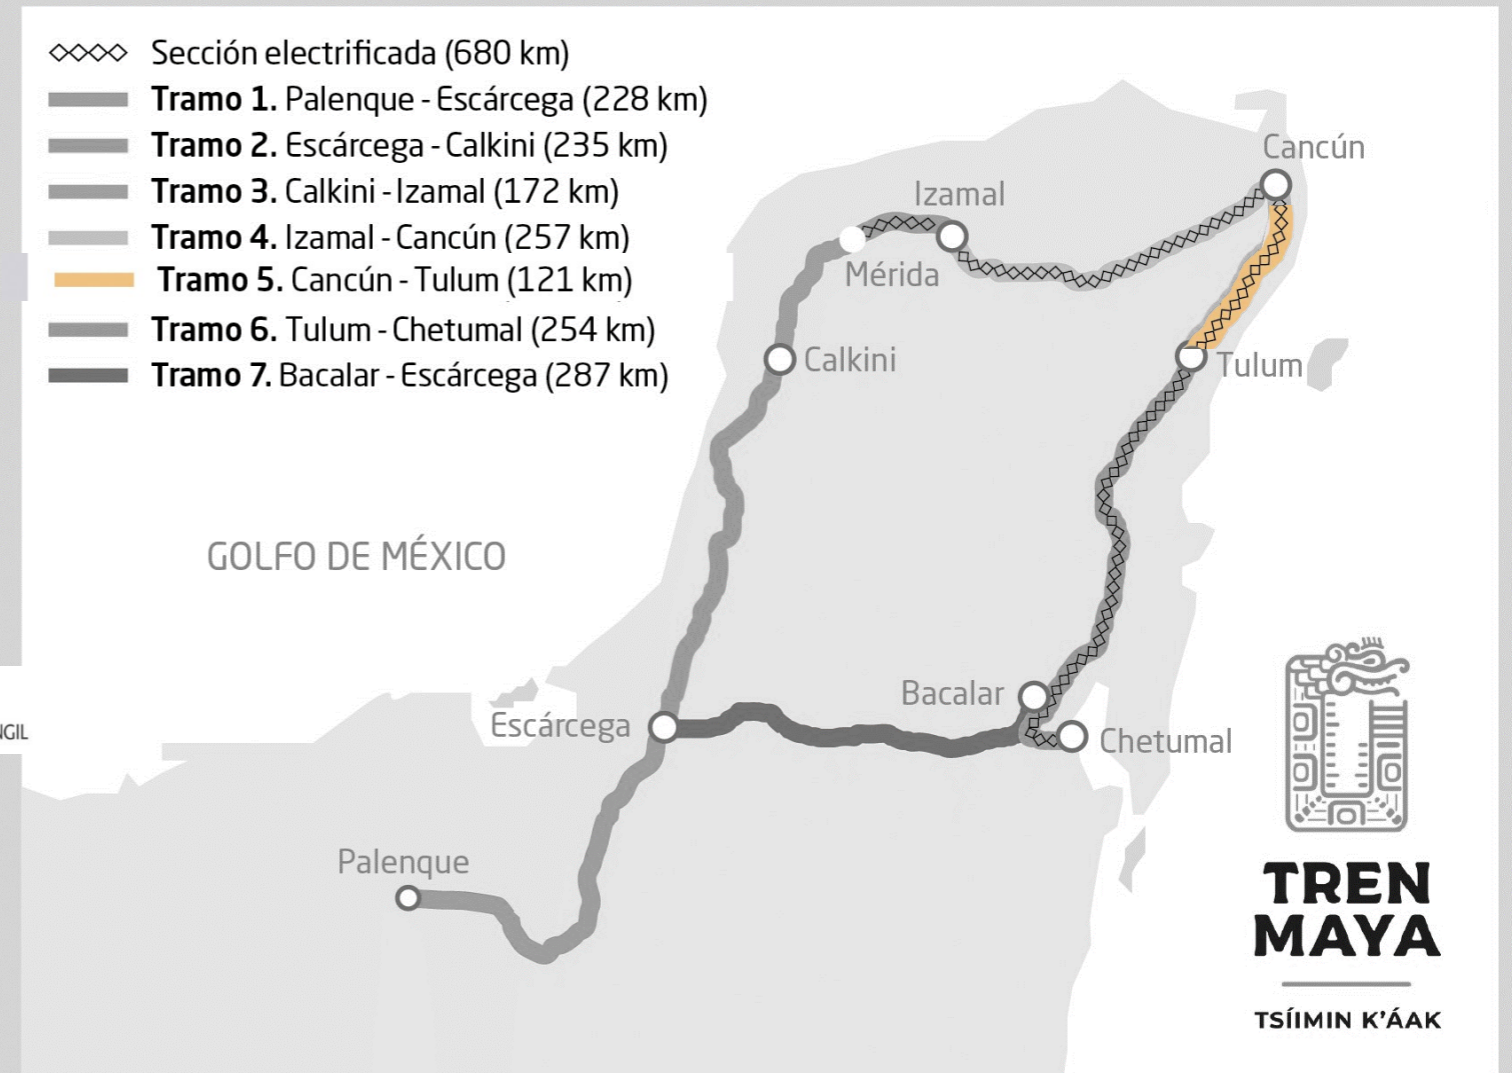 Sección electrificada (680 km)
Tramo 1. Palenque - Escárcega (228 km)
Tramo 2. Escárcega - Calkini (235 km)
Tramo 3. Calkini - Izamal (172 km)
Tramo 4. Izamal - Cancún (257 km)
Tramo 5. Cancún - Tulum (121 km)
Tramo 6. Tulum - Chetumal (254 km)
Tramo 7. Bacalar - Escárcega (287 km)
Cancún
Izamal
Mérida
Calkini
Tulum
GOLFO DE MÉXICO
Bacalar
Escárcega
Chetumal
NGIL
Palenque
TREN
MAYA
TSÍIMIN K'ÁAK